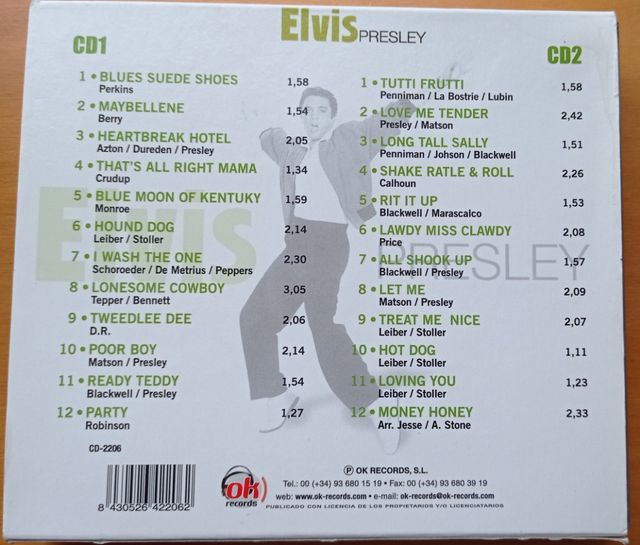 Elvis PRESLEY
CD1
1 • BLUES SUEDE SHOES 1,58
Perkins
2 • MAYBELLENE 1,54
Berry
3 • HEARTBREAK HOTEL 2,05
Azton / Dureden / Presley
4 • THAT'S ALL RIGHT MAMA 1,34
Crudup
5 • BLUE MOON OF KENTUKY 1,59
Monroe
6 • HOUND DOG 2,14
Leiber / Stoller
7 • I WASH THE ONE 2,30
Schoroeder / De Metrius / Peppers
8 • LONESOME COWBOY 3,05
Tepper / Bennett
9 • TWEEDLEE DEE 2,06
D.R.
10 • POOR BOY 2,14
Matson / Presley
11 • READY TEDDY 1,54
Blackwell / Presley
12 • PARTY 1,27
Robinson
CD2
1 • TUTTI FRUTTI 1,58
Penniman / La Bostrie / Lubin
2 • LOVE ME TENDER 2,42
Presley / Matson
3 • LONG TALL SALLY 1,51
Penniman / Johson / Blackwell
4 • SHAKE RATLE & ROLL 2,26
Calhoun
5 • RIT IT UP 1,53
Blackwell / Marascalco
6 • LAWDY MISS CLAWDY 2,08
Price
7 • ALL SHOOK UP 1,57
Blackwell / Presley
8 • LET ME 2,09
Matson / Presley
9 • TREAT ME NICE 2,07
Leiber / Stoller
10 • HOT DOG 1,11
Leiber / Stoller
11 • LOVING YOU 1,23
Leiber / Stoller
12 • MONEY HONEY 2,33
Arr. Jesse / A. Stone
Elvis PRESLEY
CD-2206
8 430526 422062
ok
records
Ⓟ OK RECORDS, S.L.
Tel.: 00 (+34) 93 680 15 19 • Fax: 00 (+34) 93 680 39 19
web: www.ok-records.com • e-mail: ok-records@ok-records.com
PUBLICADO CON LICENCIA DE LOS PROPIETARIOS Y/O LICENCIATARIOS